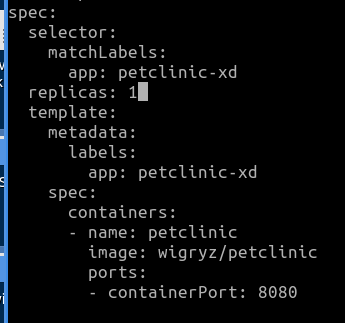 spec:
  selector:
    matchLabels:
      app: petclinic-xd
  replicas: 1
  template:
    metadata:
      labels:
        app: petclinic-xd
    spec:
      containers:
      - name: petclinic
        image: wigryz/petclinic
        ports:
        - containerPort: 8080